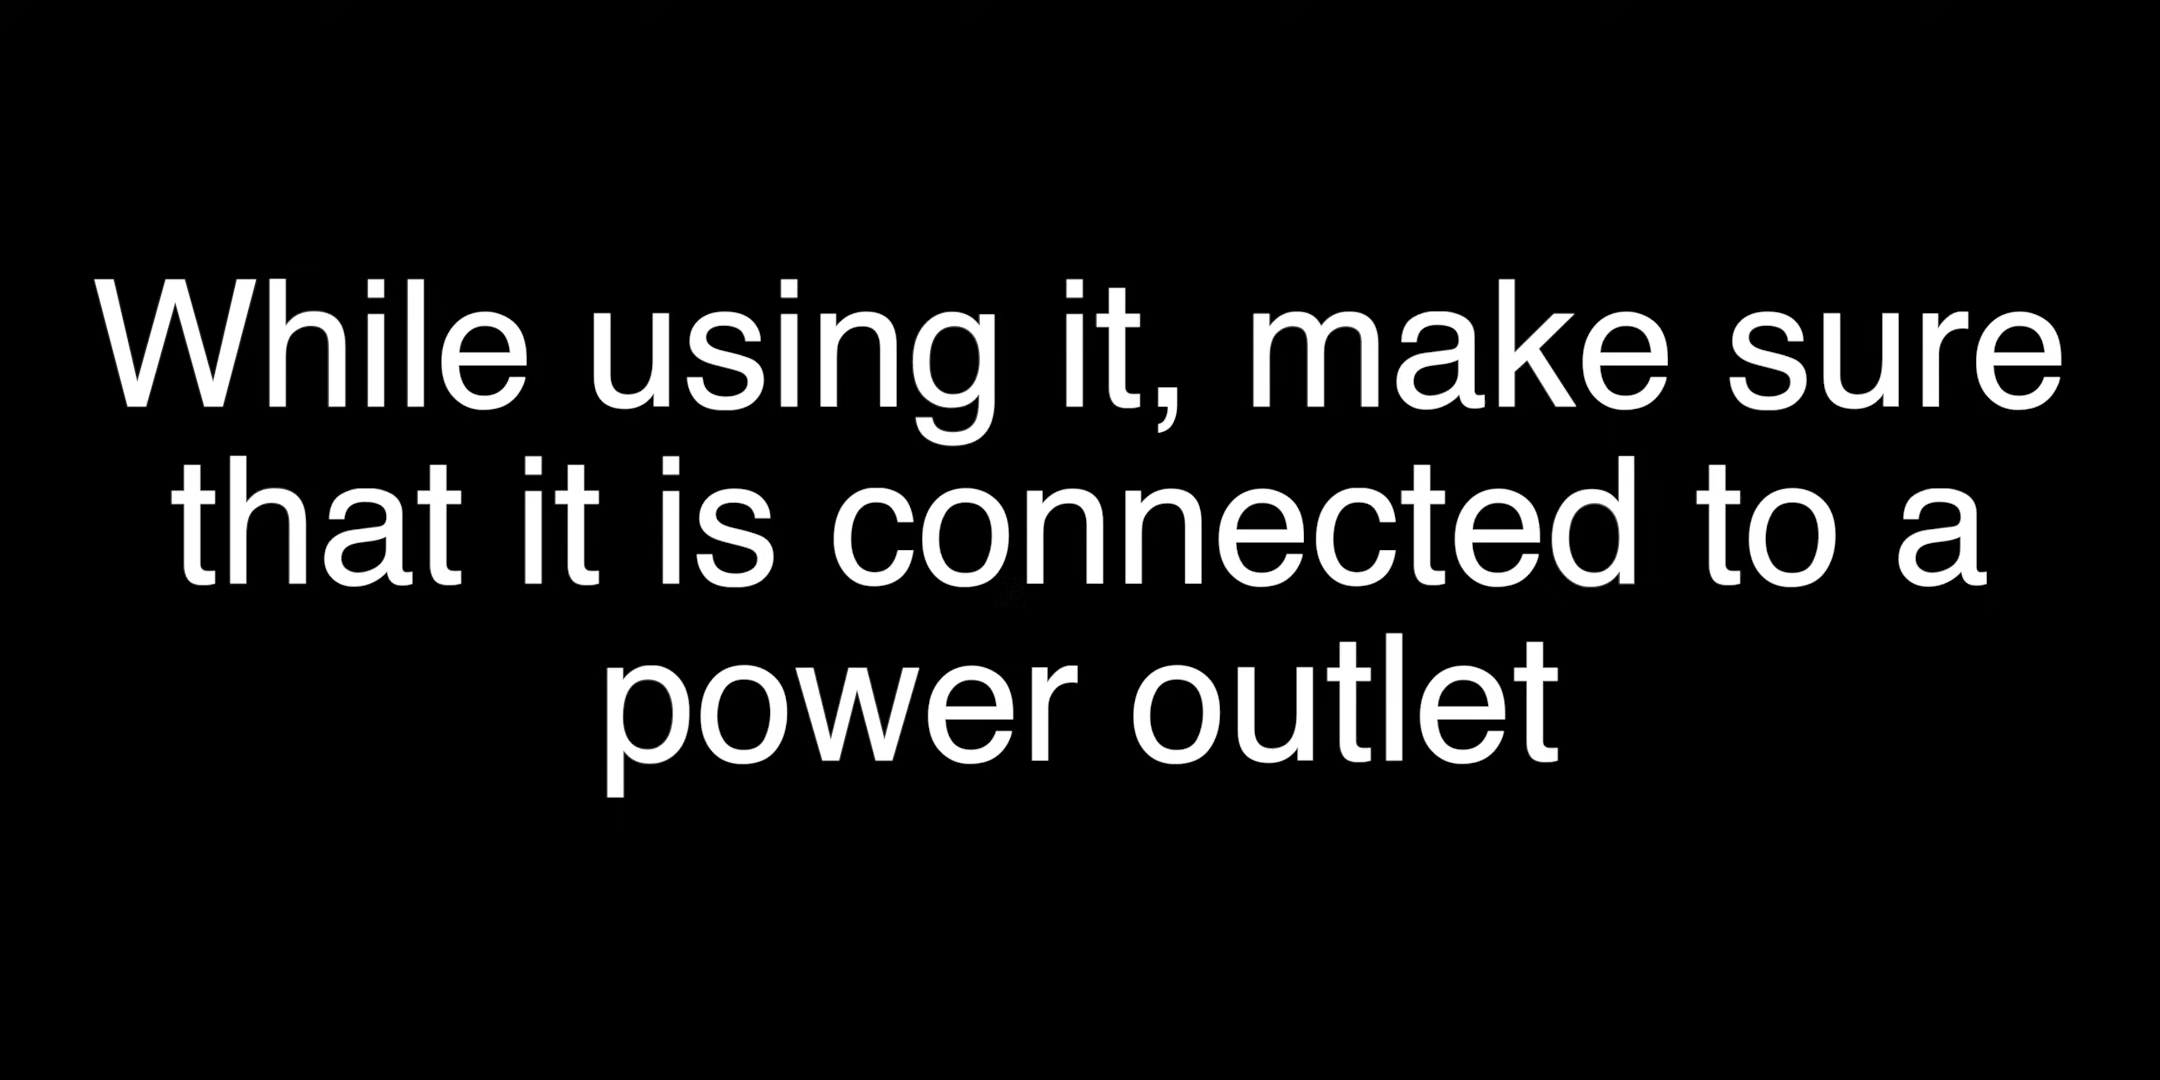 While using it, make sure
that it is connected to a
power outlet